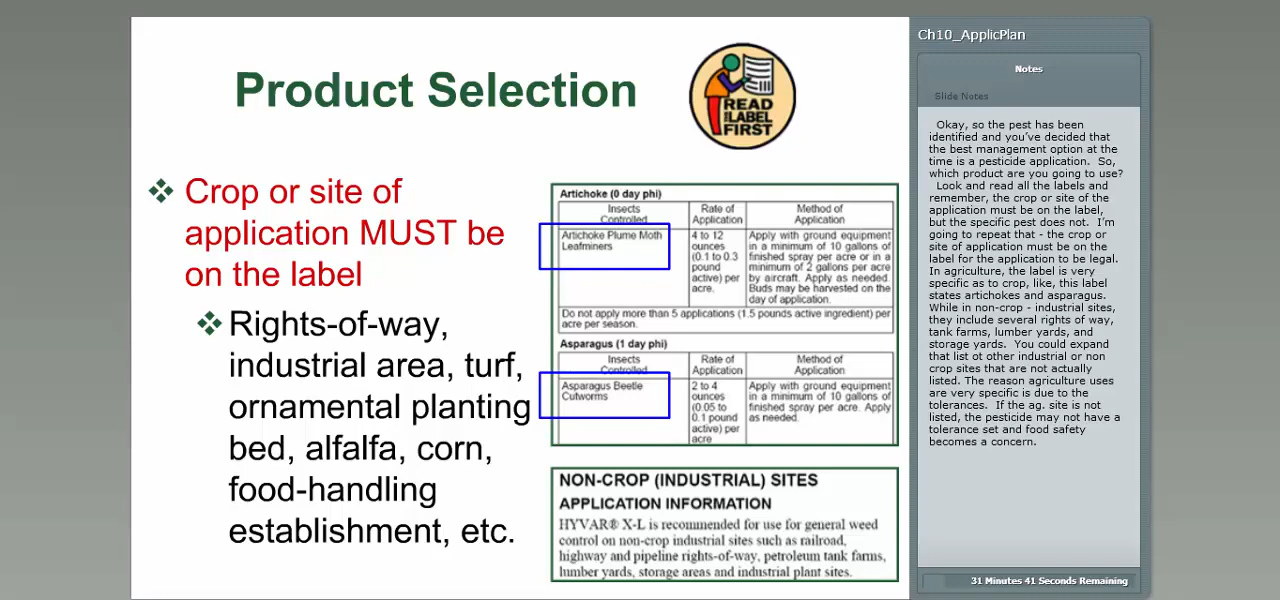 Product Selection
READ
THE LABEL
FIRST
Crop or site of
application MUST be
on the label
Rights-of-way,
industrial area, turf,
ornamental planting
bed, alfalfa, corn,
food-handling
establishment, etc.
Artichoke (0 day phi)
Insects Controlled
Rate of Application
Method of Application
Artichoke Plume Moth
Leafminers
4 to 12
ounces
(0.1 to 0.3
pound
active) per
acre.
Apply with ground equipment
in a minimum of 10 gallons of
finished spray per acre or in a
minimum of 2 gallons per acre
by aircraft. Apply as needed.
Buds may be harvested on the
day of application.
Do not apply more than 5 applications (1.5 pounds active ingredient) per
acre per season.
Asparagus (1 day phi)
Insects Controlled
Rate of Application
Method of Application
Asparagus Beetle
Cutworms
2 to 4
ounces
(0.05 to
0.1 pound
active) per
acre
Apply with ground equipment
in a minimum of 10 gallons of
finished spray per acre. Apply
as needed.
NON-CROP (INDUSTRIAL) SITES
APPLICATION INFORMATION
HYVAR® X-L is recommended for use for general weed
control on non-crop industrial sites such as railroad,
highway and pipeline rights-of-way, petroleum tank farms,
lumber yards, storage areas and industrial plant sites.
Ch10_ApplicPlan
Notes
Slide Notes
Okay, so the pest has been
identified and you've decided that
the best management option at the
time is a pesticide application. So,
which product are you going to use?
Look and read all the labels and
remember, the crop or site of the
application must be on the label,
but the specific pest does not. I'm
going to repeat that - the crop or
site of application must be on the
label for the application to be legal.
In agriculture, the label is very
specific as to crop, like, this label
states artichokes and asparagus.
While in non-crop - industrial sites,
they include several rights of way,
tank farms, lumber yards, and
storage yards. You could expand
that list ot other industrial or non
crop sites that are not actually
listed. The reason agriculture uses
are very specific is due to the
tolerances. If the ag. site is not
listed, the pesticide may not have a
tolerance set and food safety
becomes a concern.
31 Minutes 41 Seconds Remaining